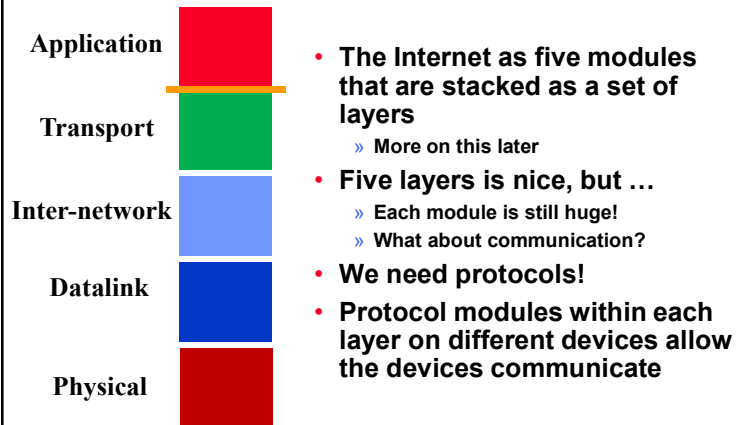 Application
Transport
Inter-network
Datalink
Physical
• The Internet as five modules
that are stacked as a set of
layers
» More on this later
• Five layers is nice, but …
» Each module is still huge!
» What about communication?
• We need protocols!
• Protocol modules within each
layer on different devices allow
the devices communicate